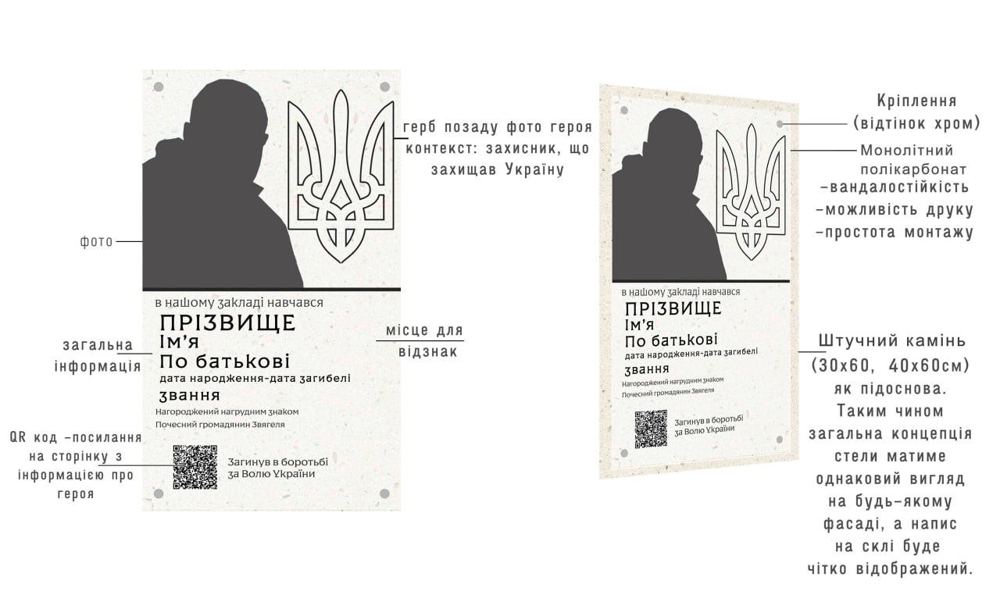 герб позаду фото героя
контекст: захисник, що
захищав Україну
фото
в нашому закладі навчався
ПРІЗВИЩЕ
Ім’я
По батькові
дата народження-дата загибелі
звання
Нагороджений нагрудним знаком
Почесний громадянин Звягеля
Загинув в боротьбі
за Волю України
загальна
інформація
місце для
відзнак
QR код -посилання
на сторінку з
інформацією про
героя
в нашому закладі навчався
ПРІЗВИЩЕ
Ім’я
По батькові
дата народження-дата загибелі
звання
Нагороджений нагрудним знаком
Почесний громадянин Звягеля
Загинув в боротьбі
за Волю України
Кріплення
(відтінок хром)
Монолітний
полікарбонат
-вандалостійкість
-можливість друку
-простота монтажу
Штучний камінь
(30х60, 40х60см)
як підоснова.
Таким чином
загальна концепція
стели матиме
однаковий вигляд
на будь-якому
фасаді, а напис
на склі буде
чітко відображений.